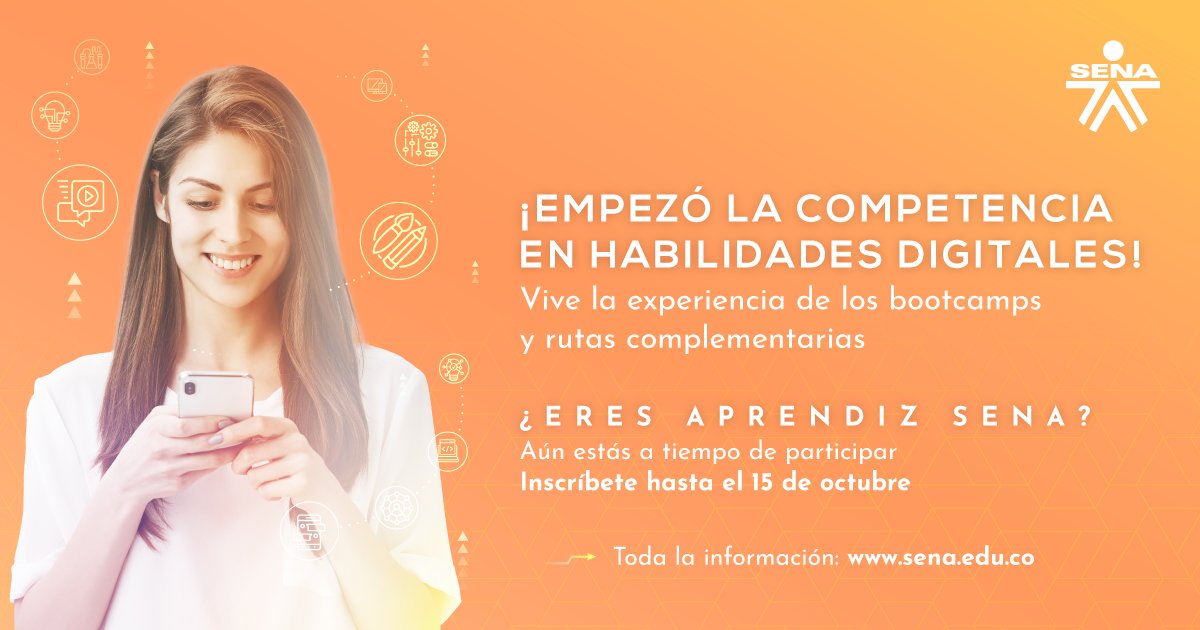 SENA
¡EMPEZÓ LA COMPETENCIA
EN HABILIDADES DIGITALES!
Vive la experiencia de los bootcamps
y rutas complementarias
¿ERES APRENDIZ SENA?
Aún estás a tiempo de participar
Inscríbete hasta el 15 de octubre
Toda la información: www.sena.edu.co